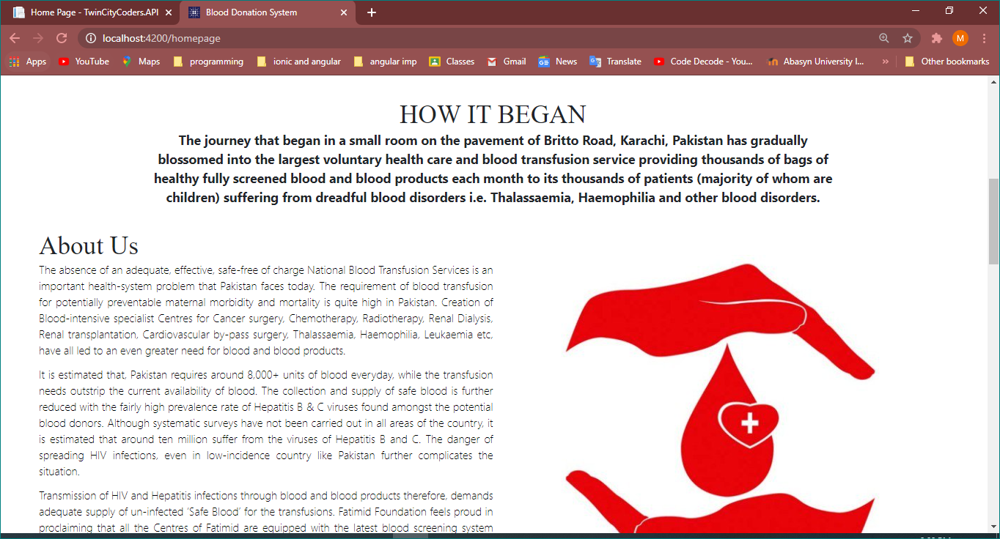 Home Page - TwinCityCoders.API
Blood Donation System
localhost:4200/homepage
M
Apps
YouTube
Maps
programming
ionic and angular
angular imp
Classes
Gmail
News
Translate
Code Decode - You...
Abasyn University I...
Other bookmarks
HOW IT BEGAN
The journey that began in a small room on the pavement of Britto Road, Karachi, Pakistan has gradually
blossomed into the largest voluntary health care and blood transfusion service providing thousands of bags of
healthy fully screened blood and blood products each month to its thousands of patients (majority of whom are
children) suffering from dreadful blood disorders i.e. Thalassaemia, Haemophilia and other blood disorders.
About Us
The absence of an adequate, effective, safe-free of charge National Blood Transfusion Services is an
important health-system problem that Pakistan faces today. The requirement of blood transfusion
for potentially preventable maternal morbidity and mortality is quite high in Pakistan. Creation of
Blood-intensive specialist Centres for Cancer surgery, Chemotherapy, Radiotherapy, Renal Dialysis,
Renal transplantation, Cardiovascular by-pass surgery, Thalassaemia, Haemophilia, Leukaemia etc,
have all led to an even greater need for blood and blood products.
It is estimated that, Pakistan requires around 8,000+ units of blood everyday, while the transfusion
needs outstrip the current availability of blood. The collection and supply of safe blood is further
reduced with the fairly high prevalence rate of Hepatitis B & C viruses found amongst the potential
blood donors. Although systematic surveys have not been carried out in all areas of the country, it
is estimated that around ten million suffer from the viruses of Hepatitis B and C. The danger of
spreading HIV infections, even in low-incidence country like Pakistan further complicates the
situation.
Transmission of HIV and Hepatitis infections through blood and blood products therefore, demands
adequate supply of un-infected ‘Safe Blood’ for the transfusions. Fatimid Foundation feels proud in
proclaiming that all the Centres of Fatimid are equipped with the latest blood screening system